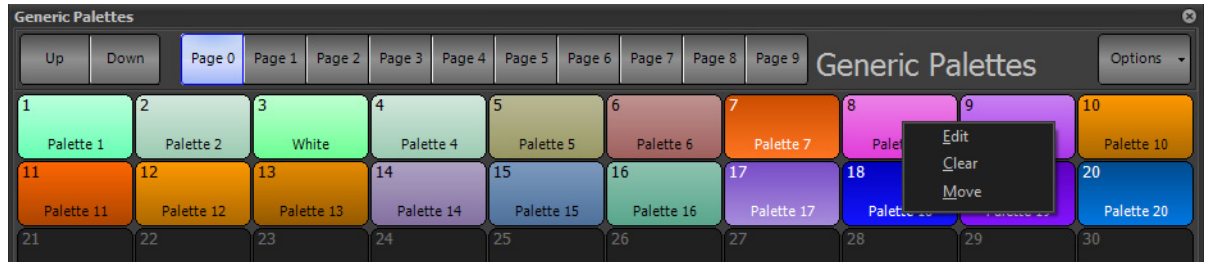 Generic Palettes
Up Down Page 0 Page 1 Page 2 Page 3 Page 4 Page 5 Page 6 Page 7 Page 8 Page 9 Generic Palettes Options
1 2 3 4 5 6 7 8 9 10
Palette 1 Palette 2 White Palette 4 Palette 5 Palette 6 Palette 7 Edit Palette 10
Clear
11 12 13 14 15 16 17 18 20
Move
Palette 11 Palette 12 Palette 13 Palette 14 Palette 15 Palette 16 Palette 17 Palette 18 Palette 19 Palette 20
21 22 23 24 25 26 27 28 29 30